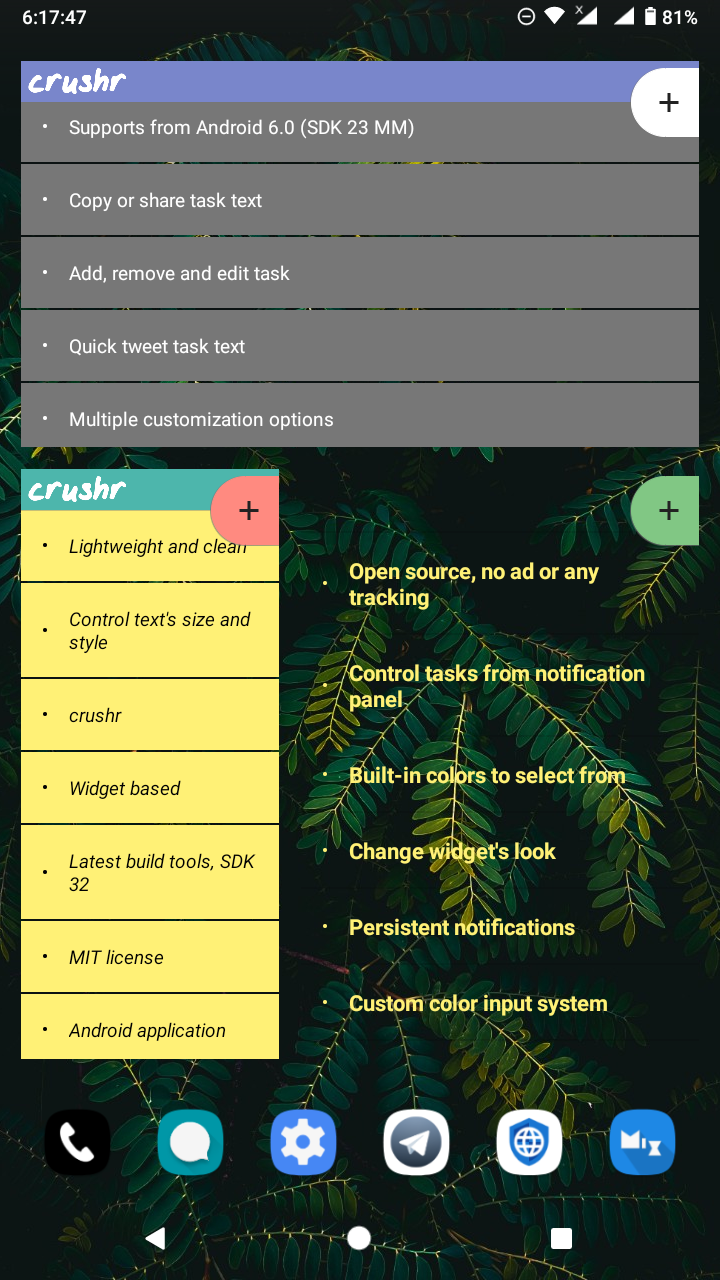 6:17:47
x
81%
crushr
+
• Supports from Android 6.0 (SDK 23 MM)
• Copy or share task text
• Add, remove and edit task
• Quick tweet task text
• Multiple customization options
crushr
+
• Lightweight and clean
• Control text's size and
style
• crushr
• Widget based
• Latest build tools, SDK
32
• MIT license
• Android application
+
• Open source, no ad or any
tracking
• Control tasks from notification
panel
• Built-in colors to select from
• Change widget's look
• Persistent notifications
• Custom color input system
MiX